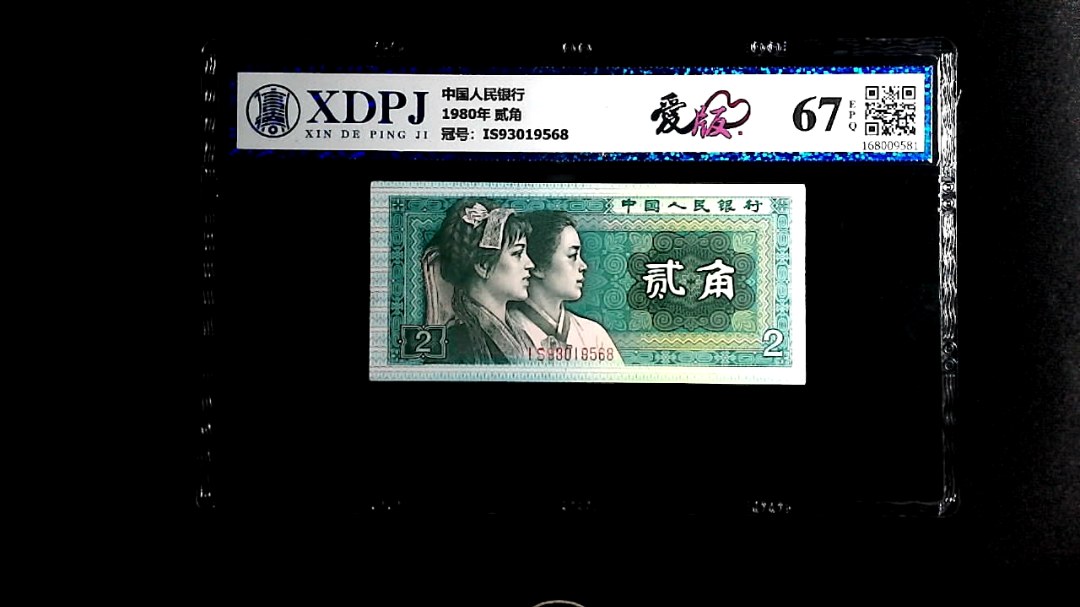 XDPJ
XIN DE PING JI
中国人民银行
1980年 贰角
冠号：IS93019568
爱版
67
EPQ
168009581
中国人民银行
贰角
2
2
IS93019568